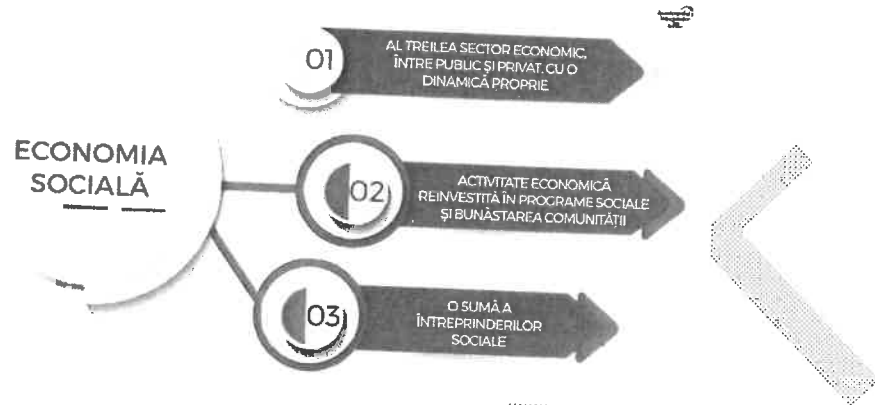 01
AL TREILEA SECTOR ECONOMIC,
ÎNTRE PUBLIC ȘI PRIVAT, CU O
DINAMICĂ PROPRIE
ECONOMIA
SOCIALĂ
02
ACTIVITATE ECONOMICĂ
REINVESTITĂ ÎN PROGRAME SOCIALE
ȘI BUNĂSTAREA COMUNITĂȚII
03
O SUMĂ A
ÎNTREPRINDERILOR
SOCIALE